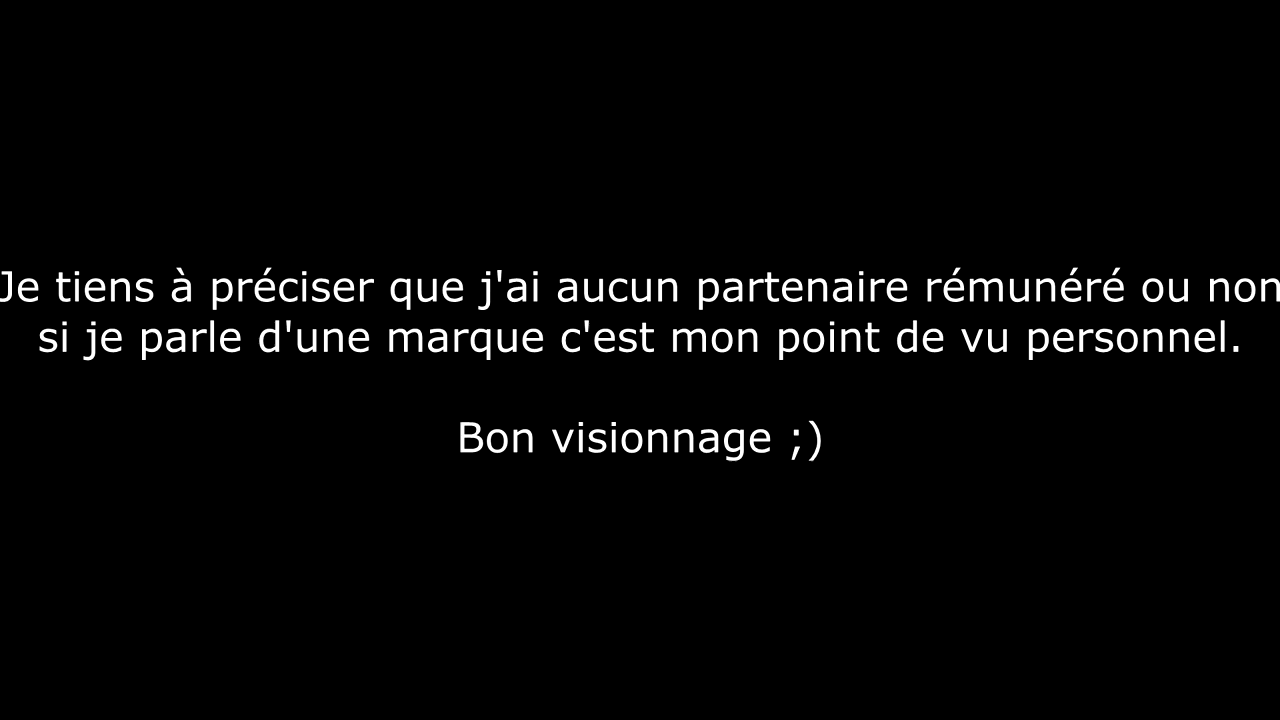 Je tiens à préciser que j'ai aucun partenaire rémunéré ou non
si je parle d'une marque c'est mon point de vu personnel.
Bon visionnage ;)